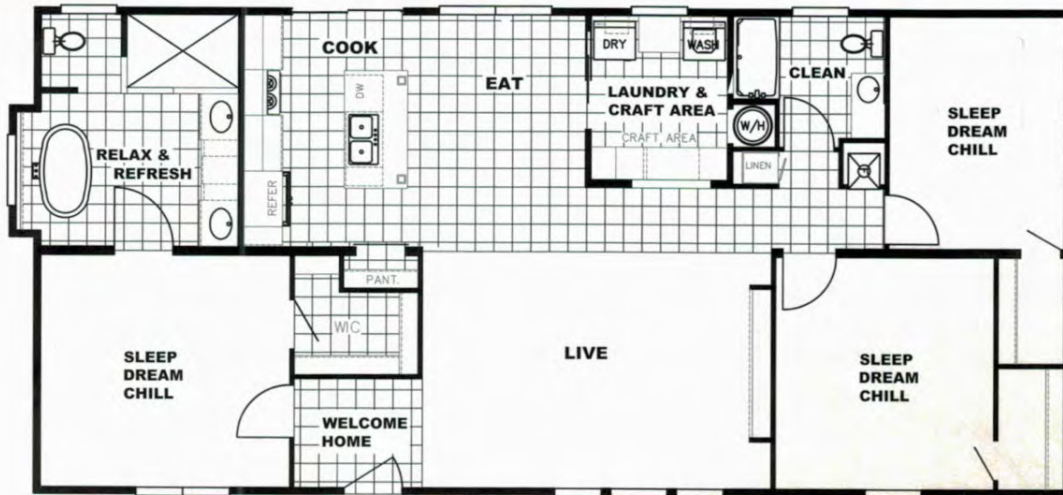 COOK
DW
EAT
DRY
WASH
LAUNDRY &
CRAFT AREA
CRAFT AREA
CLEAN
W/H
LINEN
SLEEP
DREAM
CHILL
RELAX &
REFRESH
REFER
PANT.
WIC
SLEEP
DREAM
CHILL
WELCOME
HOME
LIVE
SLEEP
DREAM
CHILL